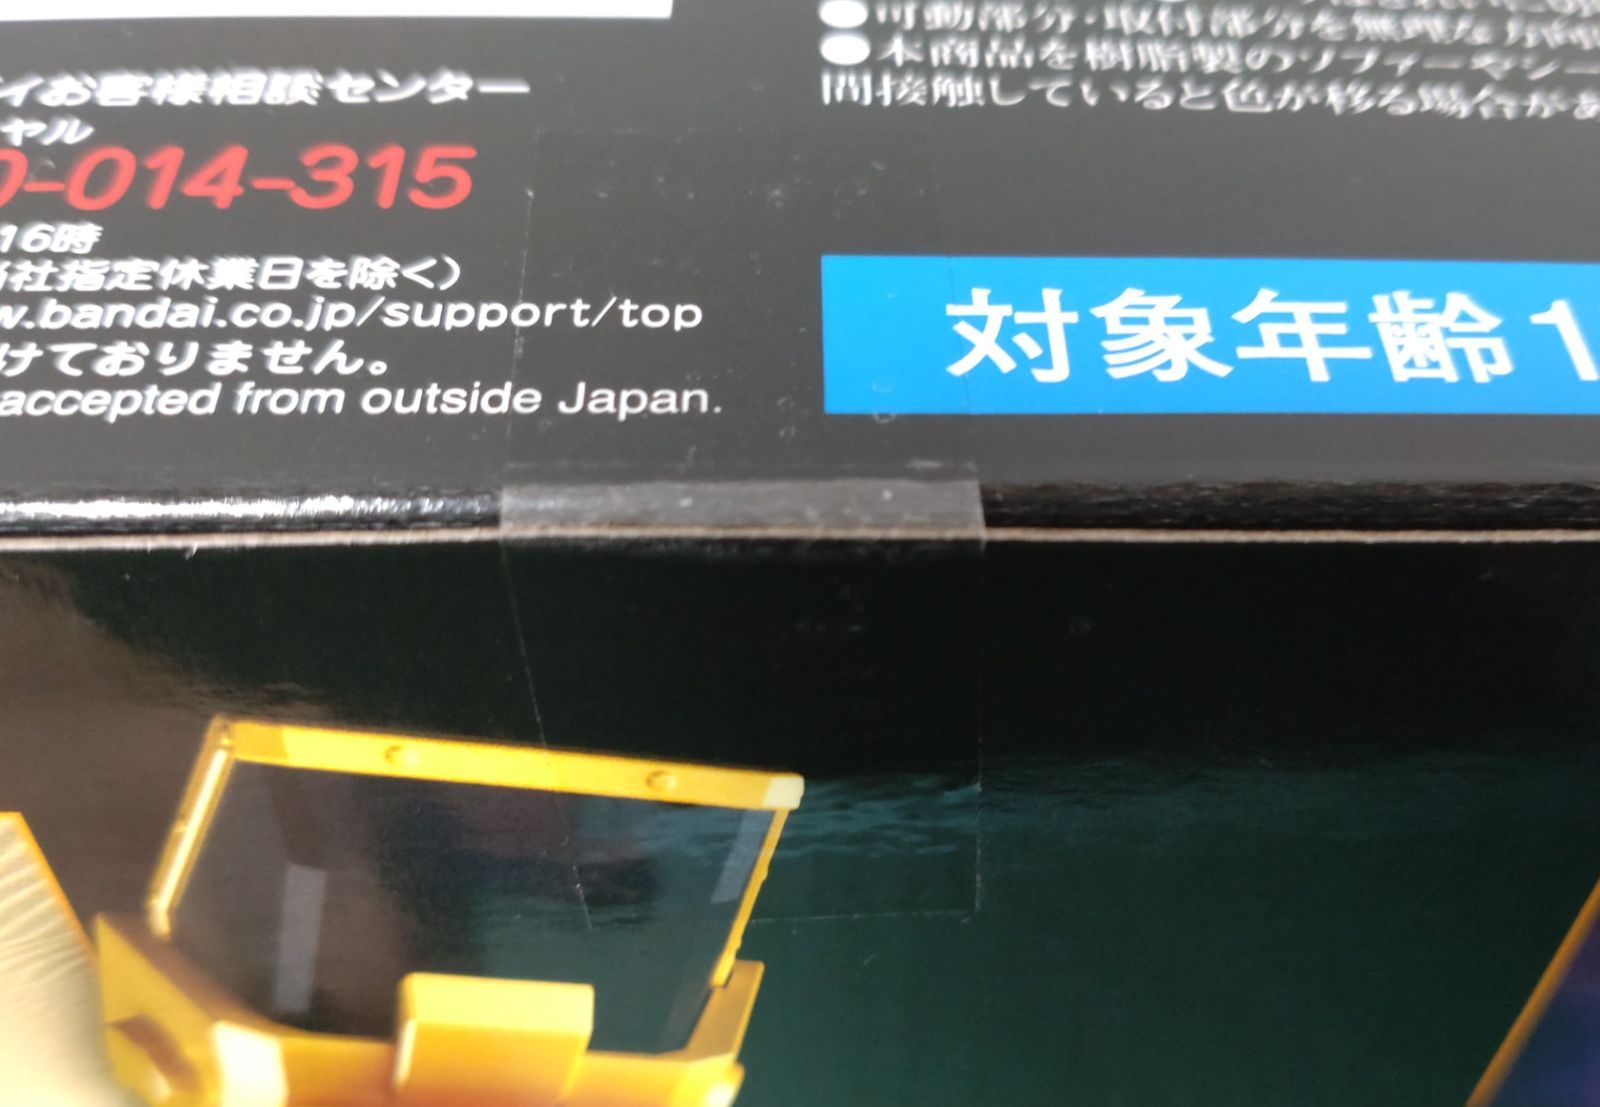 イお客様相談センター
ヤル
0-014-315
16時
社指定休業日を除く）
w.bandai.co.jp/support/top
けておりません。
accepted from outside Japan.
●可動部分・取付部分を無理な方向
●本商品を樹脂製のソファーやシー
間接触していると色が移る場合があ
対象年齢1